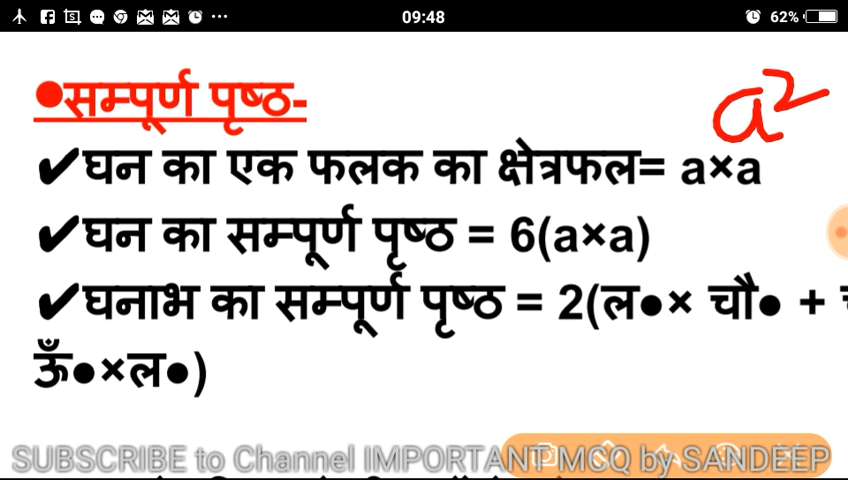 09:48
62%
●सम्पूर्ण पृष्ठ-
a²
✔घन का एक फलक का क्षेत्रफल= a×a
✔घन का सम्पूर्ण पृष्ठ = 6(a×a)
✔घनाभ का सम्पूर्ण पृष्ठ = 2(ल●× चौ● +
ऊँ●×ल●)
SUBSCRIBE to Channel IMPORTANT MCQ by SANDEEP